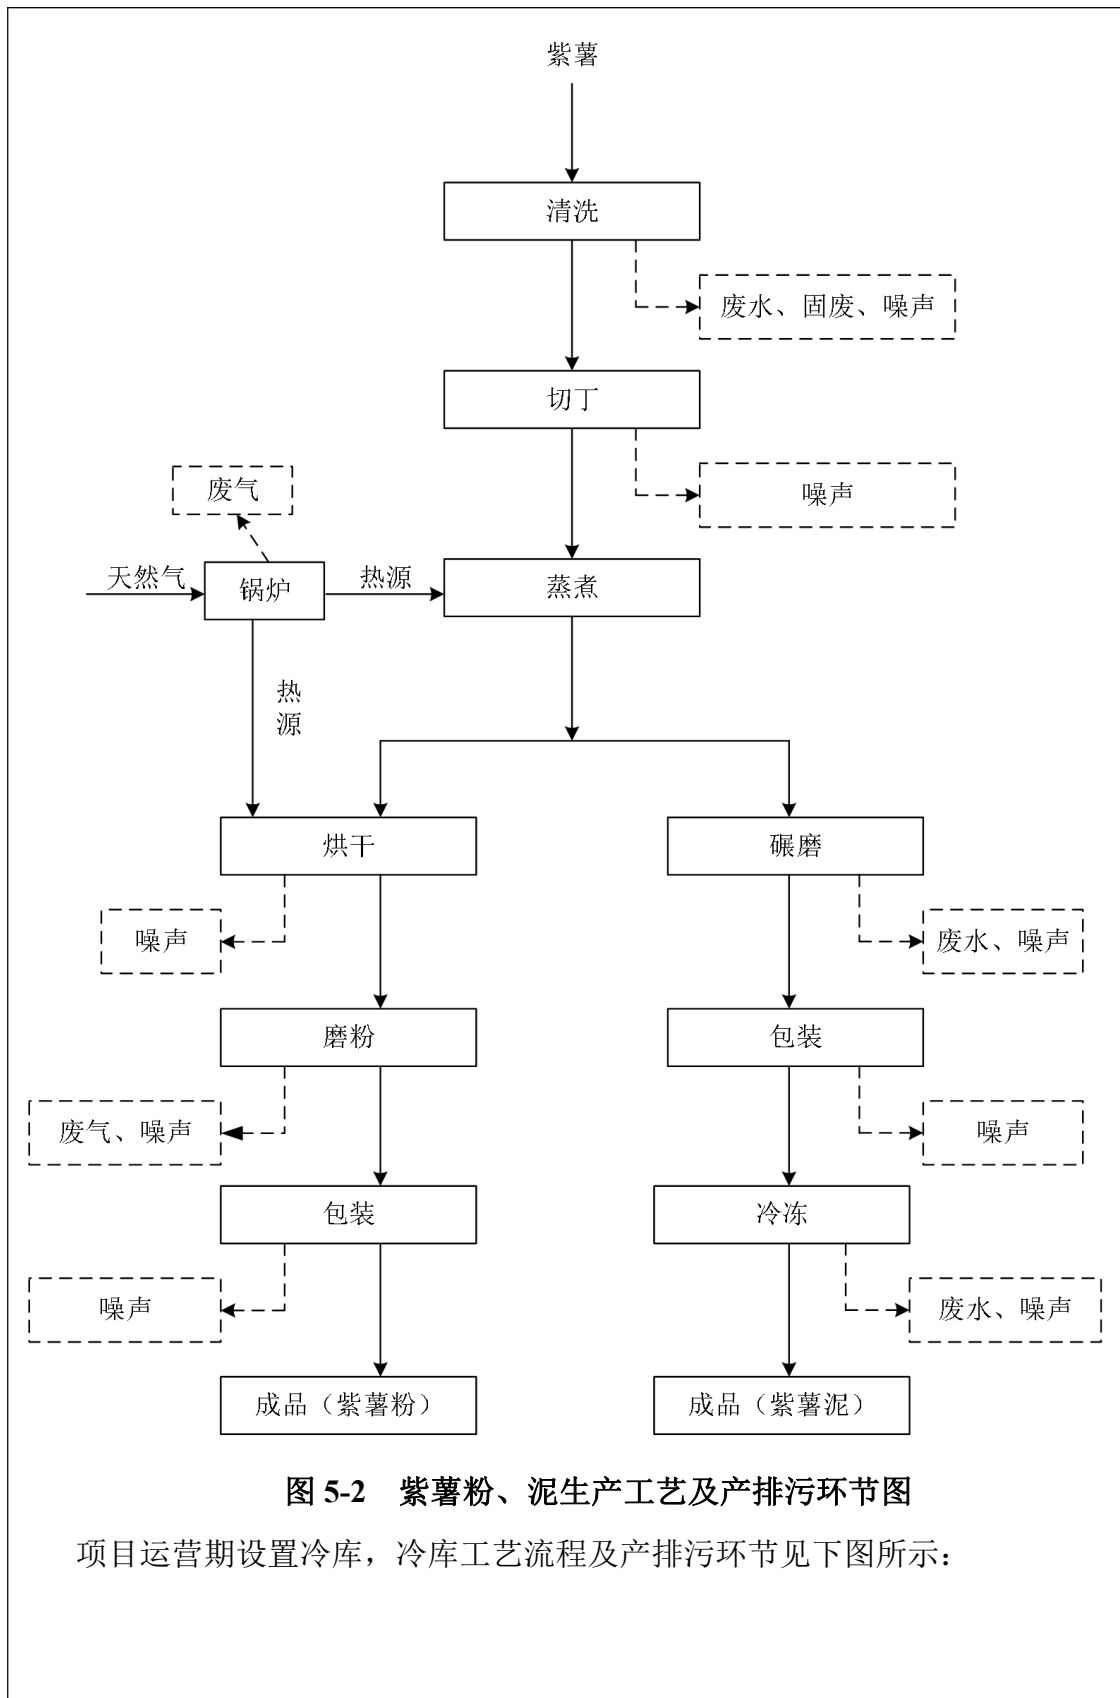 紫薯
清洗
废水、固废、噪声
切丁
噪声
废气
天然气
锅炉
热源
蒸煮
热
源
烘干
碾磨
噪声
废水、噪声
磨粉
包装
废气、噪声
噪声
包装
冷冻
噪声
废水、噪声
成品（紫薯粉）
成品（紫薯泥）
图 5-2 紫薯粉、泥生产工艺及产排污环节图
项目运营期设置冷库，冷库工艺流程及产排污环节见下图所示：